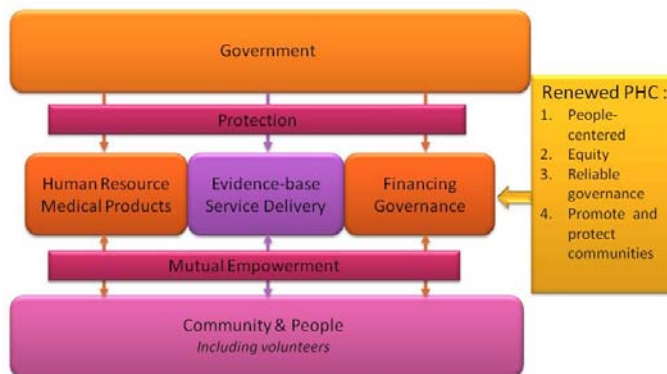 Government
Protection
Human Resource
Medical Products
Evidence-base
Service Delivery
Financing
Governance
Mutual Empowerment
Community & People
Including volunteers
Renewed PHC :
1. People-
centered
2. Equity
3. Reliable
governance
4. Promote and
protect
communities